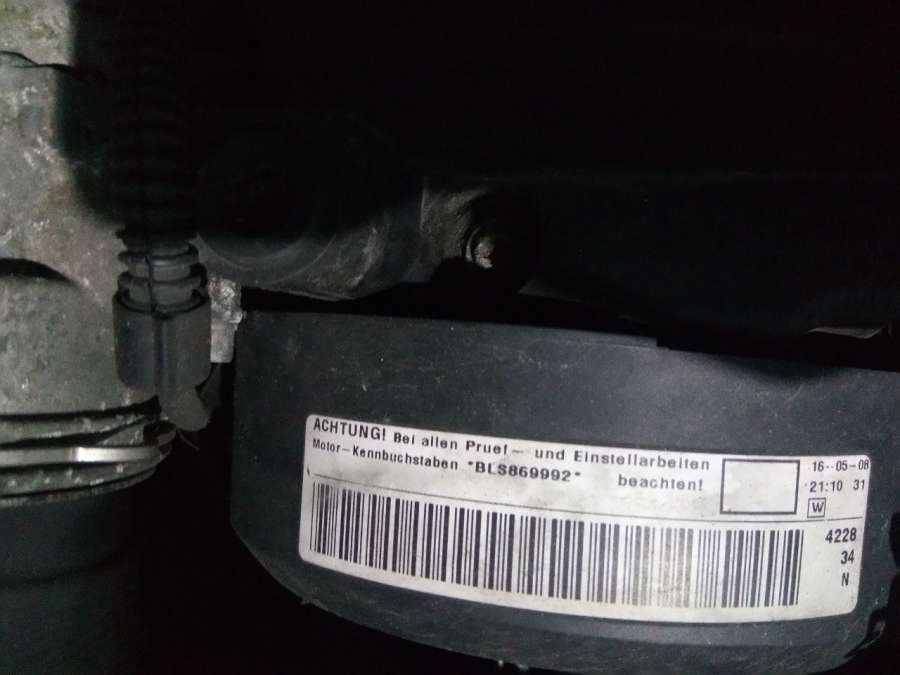 ACHTUNG! Bei allen Pruef- und Einstellarbeiten
Motor-Kennbuchstaben *BLS869992* beachten!
16-05-08
21:10 31
W
4228
34
N